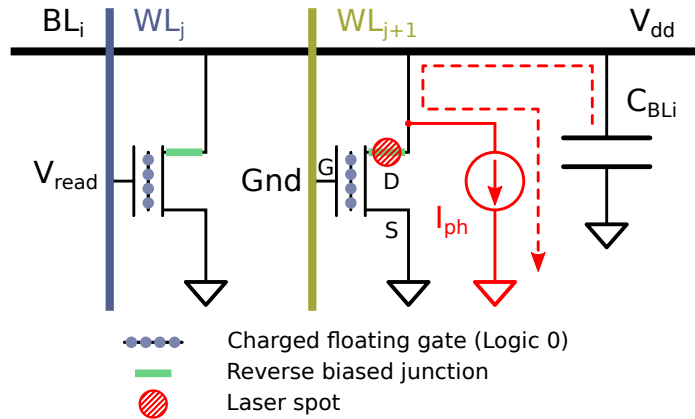 BLi WLj WLj+1 Vdd
CBLi
Vread Gnd G D
S Iph
Charged floating gate (Logic 0)
Reverse biased junction
Laser spot